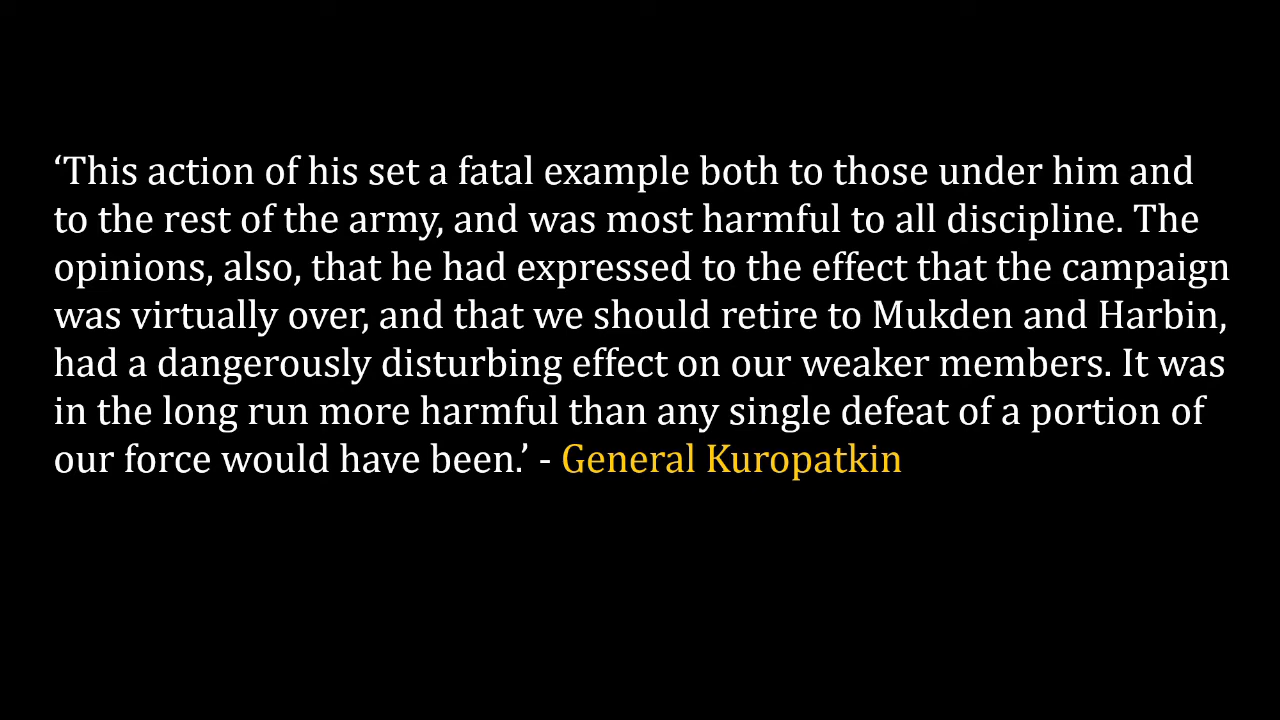 ‘This action of his set a fatal example both to those under him and
to the rest of the army, and was most harmful to all discipline. The
opinions, also, that he had expressed to the effect that the campaign
was virtually over, and that we should retire to Mukden and Harbin,
had a dangerously disturbing effect on our weaker members. It was
in the long run more harmful than any single defeat of a portion of
our force would have been.’ - General Kuropatkin